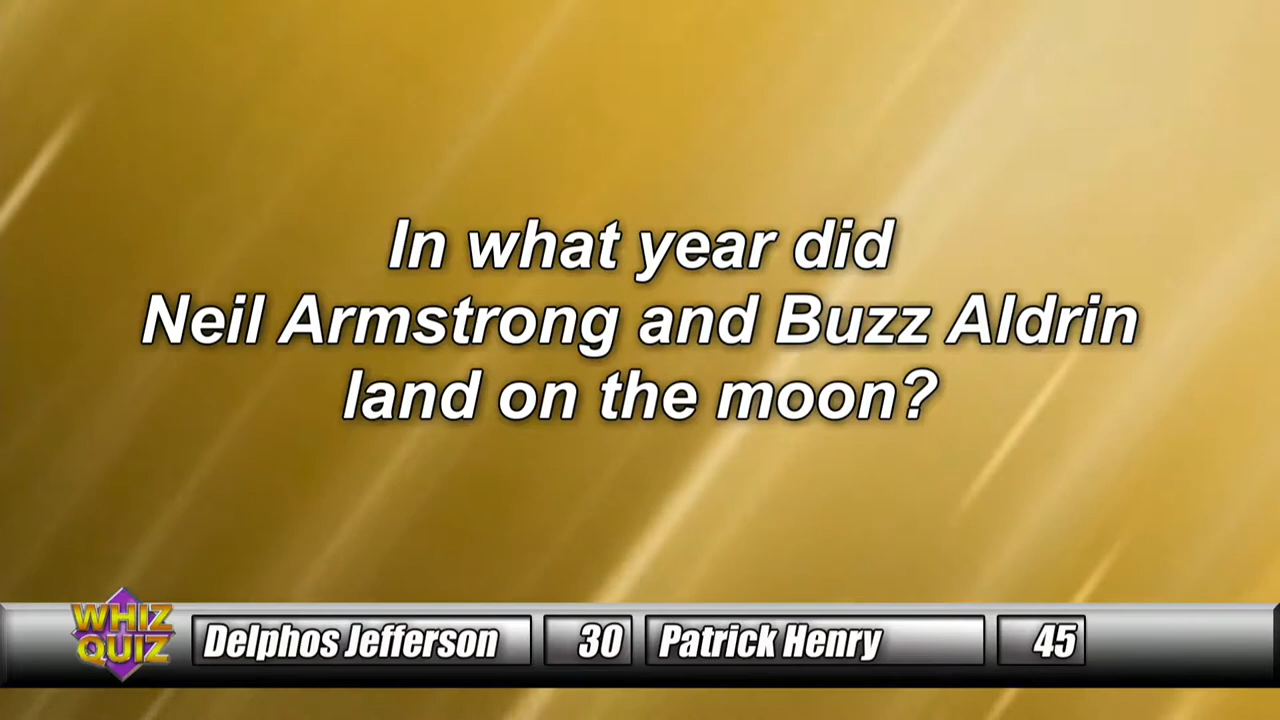 In what year did
Neil Armstrong and Buzz Aldrin
land on the moon?
WHIZ
QUIZ
Delphos Jefferson 30 Patrick Henry 45